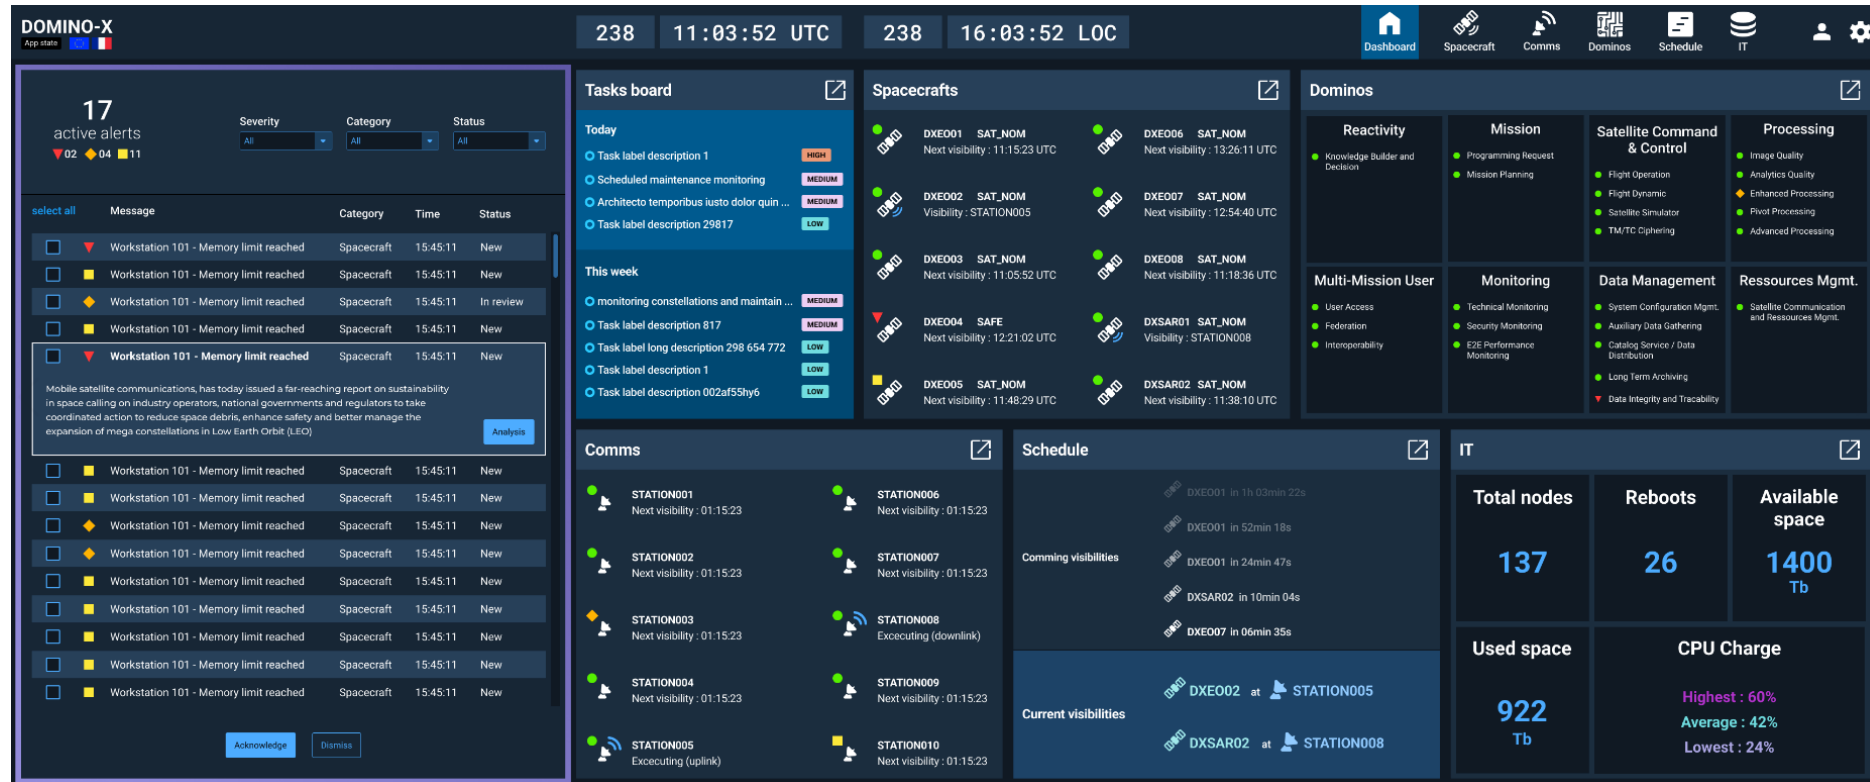 DOMINO-X
App state
238 11:03:52 UTC
238 16:03:52 LOC
Dashboard
Spacecraft
Comms
Dominos
Schedule
IT
17
active alerts
02 04 11
Severity
All
Category
All
Status
All
select all Message Category Time Status
Workstation 101 - Memory limit reached Spacecraft 15:45:11 New
Workstation 101 - Memory limit reached Spacecraft 15:45:11 New
Workstation 101 - Memory limit reached Spacecraft 15:45:11 In review
Workstation 101 - Memory limit reached Spacecraft 15:45:11 New
Workstation 101 - Memory limit reached Spacecraft 15:45:11 New
Mobile satellite communications, has today issued a far-reaching report on sustainability
in space calling on industry operators, national governments and regulators to take
coordinated action to reduce space debris, enhance safety and better manage the
expansion of mega constellations in Low Earth Orbit (LEO)
Analysis
Workstation 101 - Memory limit reached Spacecraft 15:45:11 New
Workstation 101 - Memory limit reached Spacecraft 15:45:11 New
Workstation 101 - Memory limit reached Spacecraft 15:45:11 New
Workstation 101 - Memory limit reached Spacecraft 15:45:11 New
Workstation 101 - Memory limit reached Spacecraft 15:45:11 New
Workstation 101 - Memory limit reached Spacecraft 15:45:11 New
Workstation 101 - Memory limit reached Spacecraft 15:45:11 New
Workstation 101 - Memory limit reached Spacecraft 15:45:11 New
Workstation 101 - Memory limit reached Spacecraft 15:45:11 New
Acknowledge
Dismiss
Tasks board
Today
Task label description 1 HIGH
Scheduled maintenance monitoring MEDIUM
Architecto temporibus iusto dolor quin ... MEDIUM
Task label description 29817 LOW
This week
monitoring constellations and maintain ... MEDIUM
Task label description 817 MEDIUM
Task label long description 298 654 772 LOW
Task label description 1 LOW
Task label description 002af55hy6 LOW
Spacecrafts
DXEO01 SAT_NOM
Next visibility : 11:15:23 UTC
DXEO02 SAT_NOM
Visibility : STATION005
DXEO03 SAT_NOM
Next visibility : 11:05:52 UTC
DXEO04 SAFE
Next visibility : 12:21:02 UTC
DXEO05 SAT_NOM
Next visibility : 11:48:29 UTC
DXEO06 SAT_NOM
Next visibility : 13:26:11 UTC
DXEO07 SAT_NOM
Next visibility : 12:54:40 UTC
DXEO08 SAT_NOM
Next visibility : 11:18:36 UTC
DXSAR01 SAT_NOM
Visibility : STATION008
DXSAR02 SAT_NOM
Next visibility : 11:38:10 UTC
Dominos
Reactivity
Knowledge Builder and
Decision
Mission
Programming Request
Mission Planning
Satellite Command
& Control
Flight Operation
Flight Dynamic
Satellite Simulator
TM/TC Ciphering
Processing
Image Quality
Analytics Quality
Enhanced Processing
Pivot Processing
Advanced Processing
Multi-Mission User
User Access
Federation
Interoperability
Monitoring
Technical Monitoring
Security Monitoring
E2E Performance
Monitoring
Data Management
System Configuration Mgmt.
Auxiliary Data Gathering
Catalog Service / Data
Distribution
Long Term Archiving
Data Integrity and Tracability
Ressources Mgmt.
Satellite Communication
and Ressources Mgmt.
Comms
STATION001
Next visibility : 01:15:23
STATION002
Next visibility : 01:15:23
STATION003
Next visibility : 01:15:23
STATION004
Next visibility : 01:15:23
STATION005
Excecuting (uplink)
STATION006
Next visibility : 01:15:23
STATION007
Next visibility : 01:15:23
STATION008
Excecuting (downlink)
STATION009
Next visibility : 01:15:23
STATION010
Next visibility : 01:15:23
Schedule
Comming visibilities
DXEO01 in 1h 03min 22s
DXEO01 in 52min 18s
DXEO01 in 24min 47s
DXSAR02 in 10min 04s
DXEO07 in 06min 35s
Current visibilities
DXEO02 at STATION005
DXSAR02 at STATION008
IT
Total nodes
137
Reboots
26
Available
space
1400
Tb
Used space
922
Tb
CPU Charge
Highest : 60%
Average : 42%
Lowest : 24%